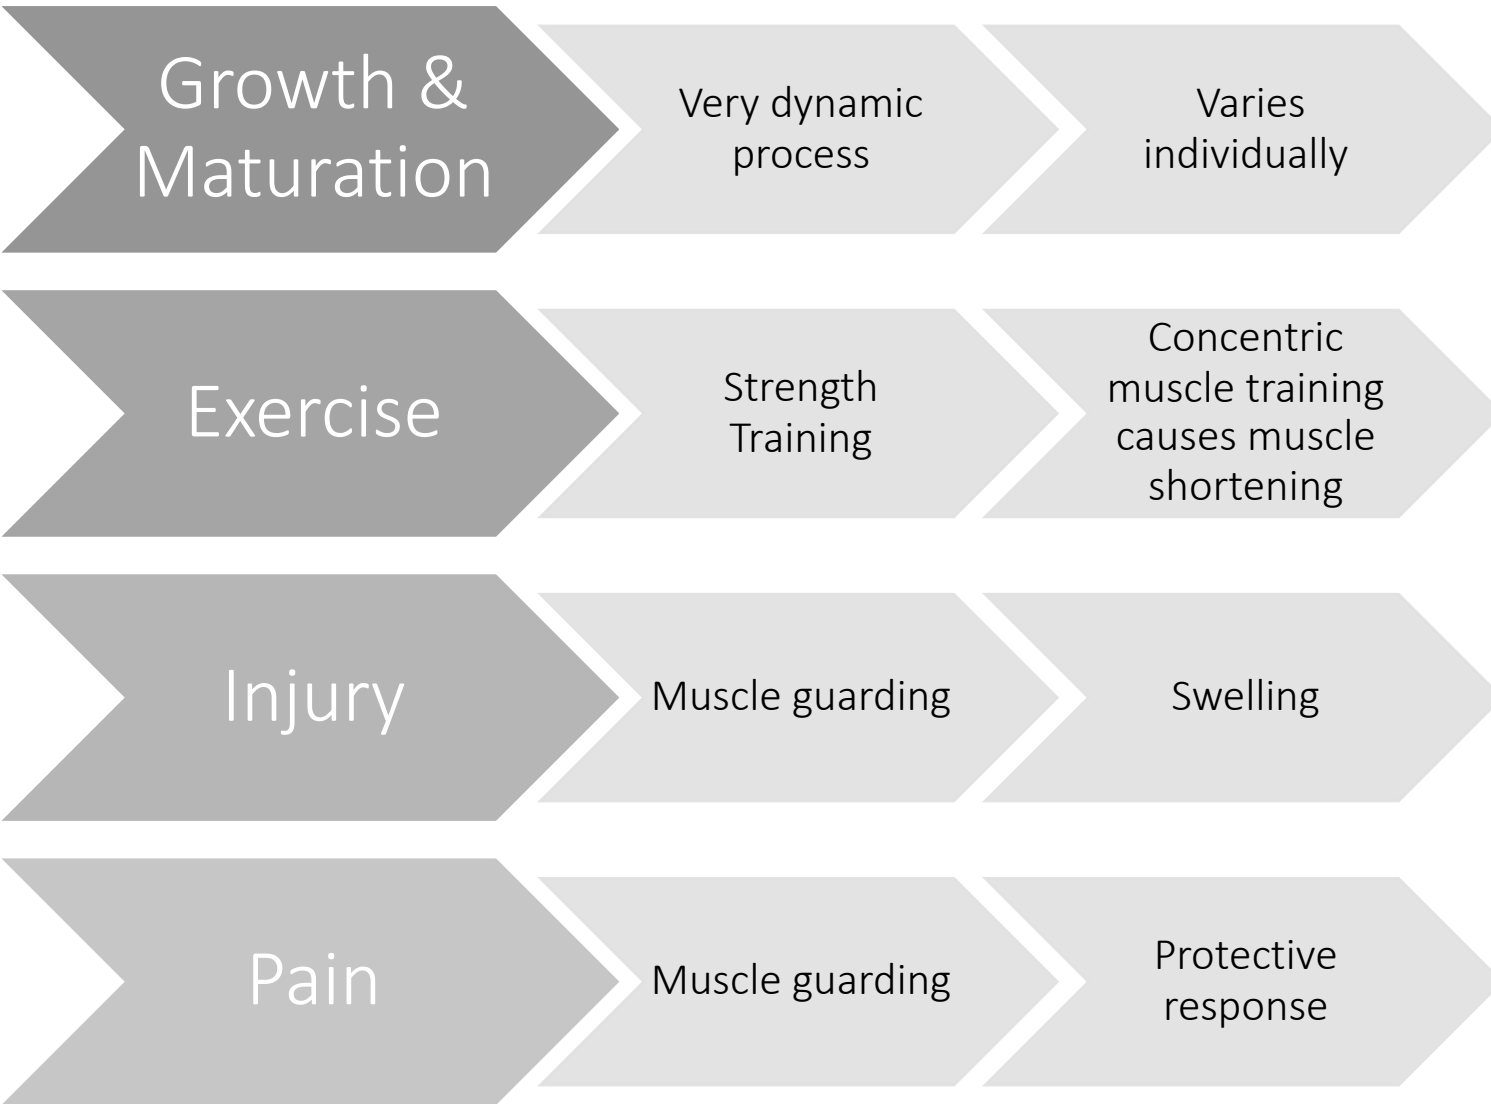 Growth &
Maturation
Very dynamic
process
Varies
individually
Exercise
Strength
Training
Concentric
muscle training
causes muscle
shortening
Injury
Muscle guarding
Swelling
Pain
Muscle guarding
Protective
response